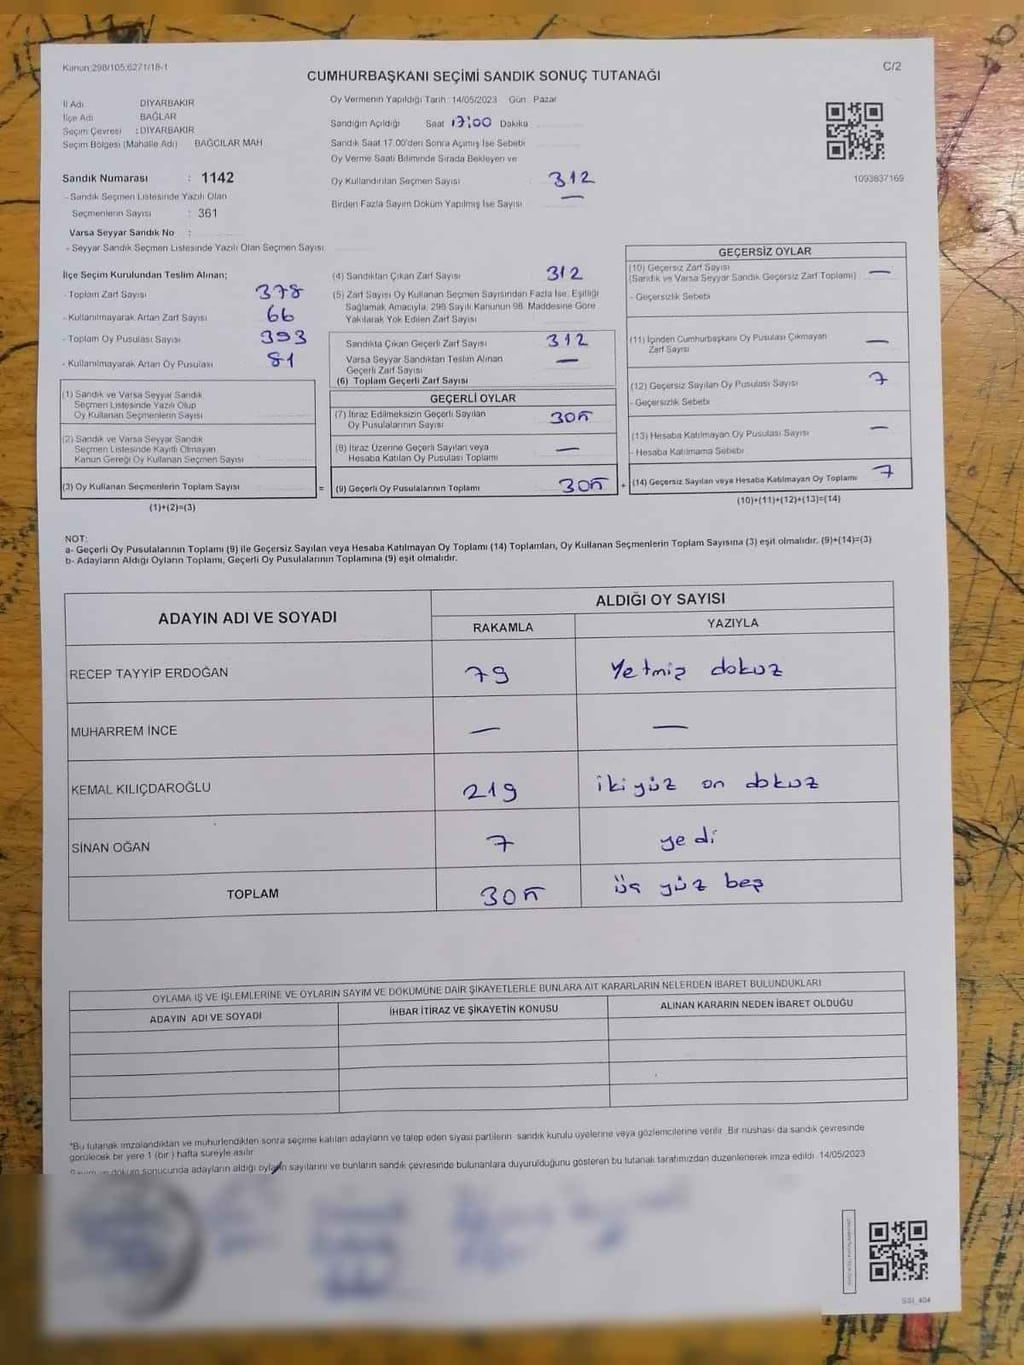 Kanun 298/105,6271/18-1
C/2
CUMHURBAŞKANI SEÇİMİ SANDIK SONUÇ TUTANAĞI
İl Adı DİYARBAKIR
İlçe Adı BAĞLAR
Seçim Çevresi : DİYARBAKIR
Seçim Bölgesi (Mahalle Adı) BAĞCILAR MAH.
Sandık Numarası : 1142
- Sandık Seçmen Listesinde Yazılı Olan
Seçmenlerin Sayısı : 361
Varsa Seyyar Sandık No :
- Seyyar Sandık Seçmen Listesinde Yazılı Olan Seçmen Sayısı
Oy Vermenin Yapıldığı Tarih : 14/05/2023 Gün : Pazar
Sandığın Açıldığı Saat 17:00 Dakika
Sandık Saat 17.00'den Sonra Açılmış İse Sebebi
Oy Verme Saati Bitiminde Sırada Bekleyen ve
Oy Kullandırılan Seçmen Sayısı : 312
Birden Fazla Sayım Döküm Yapılmış İse Sayısı —
1093837169
İlçe Seçim Kurulundan Teslim Alınan;
- Toplam Zarf Sayısı 378
- Kullanılmayarak Artan Zarf Sayısı 66
- Toplam Oy Pusulası Sayısı 393
- Kullanılmayarak Artan Oy Pusulası 81
(1) Sandık ve Varsa Seyyar Sandık
Seçmen Listesinde Yazılı Olup
Oy Kullanan Seçmenlerin Sayısı
(2) Sandık ve Varsa Seyyar Sandık
Seçmen Listesinde Kayıtlı Olmayan
Kanun Gereği Oy Kullanan Seçmen Sayısı
(3) Oy Kullanan Seçmenlerin Toplam Sayısı
(1)+(2)=(3)
(4) Sandıktan Çıkan Zarf Sayısı 312
(5) Zarf Sayısı Oy Kullanan Seçmen Sayısından Fazla İse, Eşitliği
Sağlamak Amacıyla, 298 Sayılı Kanunun 98. Maddesine Göre
Yakılarak Yok Edilen Zarf Sayısı
Sandıkta Çıkan Geçerli Zarf Sayısı 312
Varsa Seyyar Sandıktan Teslim Alınan
Geçerli Zarf Sayısı —
(6) Toplam Geçerli Zarf Sayısı
GEÇERLİ OYLAR
(7) İtiraz Edilmeksizin Geçerli Sayılan
Oy Pusulalarının Sayısı 305
(8) İtiraz Üzerine Geçerli Sayılan veya
Hesaba Katılan Oy Pusulası Toplamı —
= (9) Geçerli Oy Pusulalarının Toplamı 305 +
GEÇERSİZ OYLAR
(10) Geçersiz Zarf Sayısı
(Sandık ve Varsa Seyyar Sandık Geçersiz Zarf Toplamı) —
- Geçersizlik Sebebi
(11) İçinden Cumhurbaşkanı Oy Pusulası Çıkmayan
Zarf Sayısı —
(12) Geçersiz Sayılan Oy Pusulası Sayısı 7
- Geçersizlik Sebebi
(13) Hesaba Katılmayan Oy Pusulası Sayısı —
- Hesaba Katılmama Sebebi
(14) Geçersiz Sayılan veya Hesaba Katılmayan Oy Toplamı 7
(10)+(11)+(12)+(13)=(14)
NOT:
a- Geçerli Oy Pusulalarının Toplamı (9) ile Geçersiz Sayılan veya Hesaba Katılmayan Oy Toplamı (14) Toplamları, Oy Kullanan Seçmenlerin Toplam Sayısına (3) eşit olmalıdır. (9)+(14)=(3)
b- Adayların Aldığı Oyların Toplamı, Geçerli Oy Pusulalarının Toplamına (9) eşit olmalıdır.
ADAYIN ADI VE SOYADI ALDIĞI OY SAYISI
RAKAMLA YAZIYLA
RECEP TAYYİP ERDOĞAN 79 Yetmiş dokuz
MUHARREM İNCE — —
KEMAL KILIÇDAROĞLU 219 iki yüz on dokuz
SİNAN OĞAN 7 yedi
TOPLAM 305 üç yüz beş
OYLAMA İŞ VE İŞLEMLERİNE VE OYLARIN SAYIM VE DÖKÜMÜNE DAİR ŞİKAYETLERLE BUNLARA AİT KARARLARIN NELERDEN İBARET BULUNDUKLARI
ADAYIN ADI VE SOYADI İHBAR İTİRAZ VE ŞİKAYETİN KONUSU ALINAN KARARIN NEDEN İBARET OLDUĞU
*Bu tutanak imzalandıktan ve mühürlendikten sonra seçime katılan adayların ve talep eden siyasi partilerin sandık kurulu üyelerine veya gözlemcilerine verilir. Bir nüshası da sandık çevresinde
görülecek bir yere 1 (bir) hafta süreyle asılır.
Sayım ve döküm sonucunda adayların aldığı oyların sayılarını ve bunların sandık çevresinde bulunanlara duyurulduğunu gösteren bu tutanak tarafımızdan düzenlenerek imza edildi. 14/05/2023
SSI_404